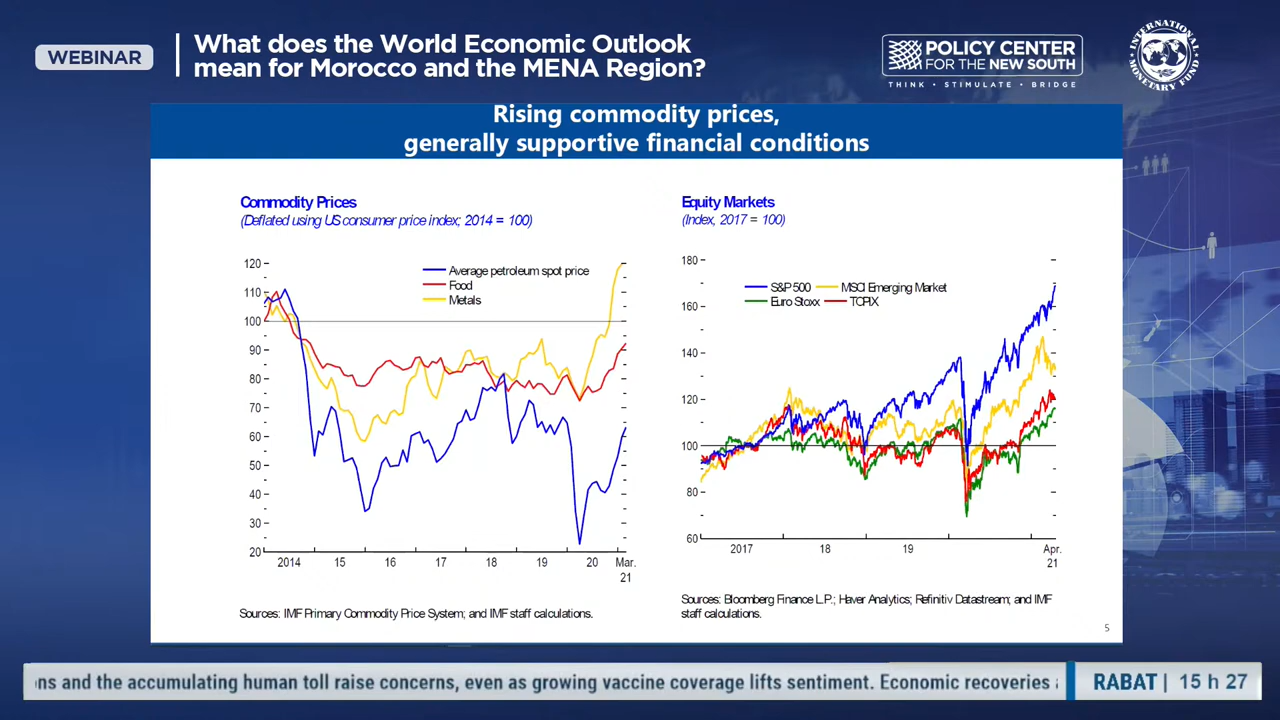 WEBINAR
What does the World Economic Outlook
mean for Morocco and the MENA Region?
POLICY CENTER
FOR THE NEW SOUTH
THINK • STIMULATE • BRIDGE
INTERNATIONAL MONETARY FUND
Rising commodity prices,
generally supportive financial conditions
Commodity Prices
(Deflated using US consumer price index; 2014 = 100)
120
110
100
90
80
70
60
50
40
30
20
Average petroleum spot price
Food
Metals
2014 15 16 17 18 19 20 Mar.
21
Sources: IMF Primary Commodity Price System; and IMF staff calculations.
Equity Markets
(Index, 2017 = 100)
180
160
140
120
100
80
60
S&P 500 MSCI Emerging Market
Euro Stoxx TOPIX
2017 18 19 Apr.
21
Sources: Bloomberg Finance L.P.; Haver Analytics; Refinitiv Datastream; and IMF
staff calculations.
5
ns and the accumulating human toll raise concerns, even as growing vaccine coverage lifts sentiment. Economic recoveries
RABAT | 15 h 27